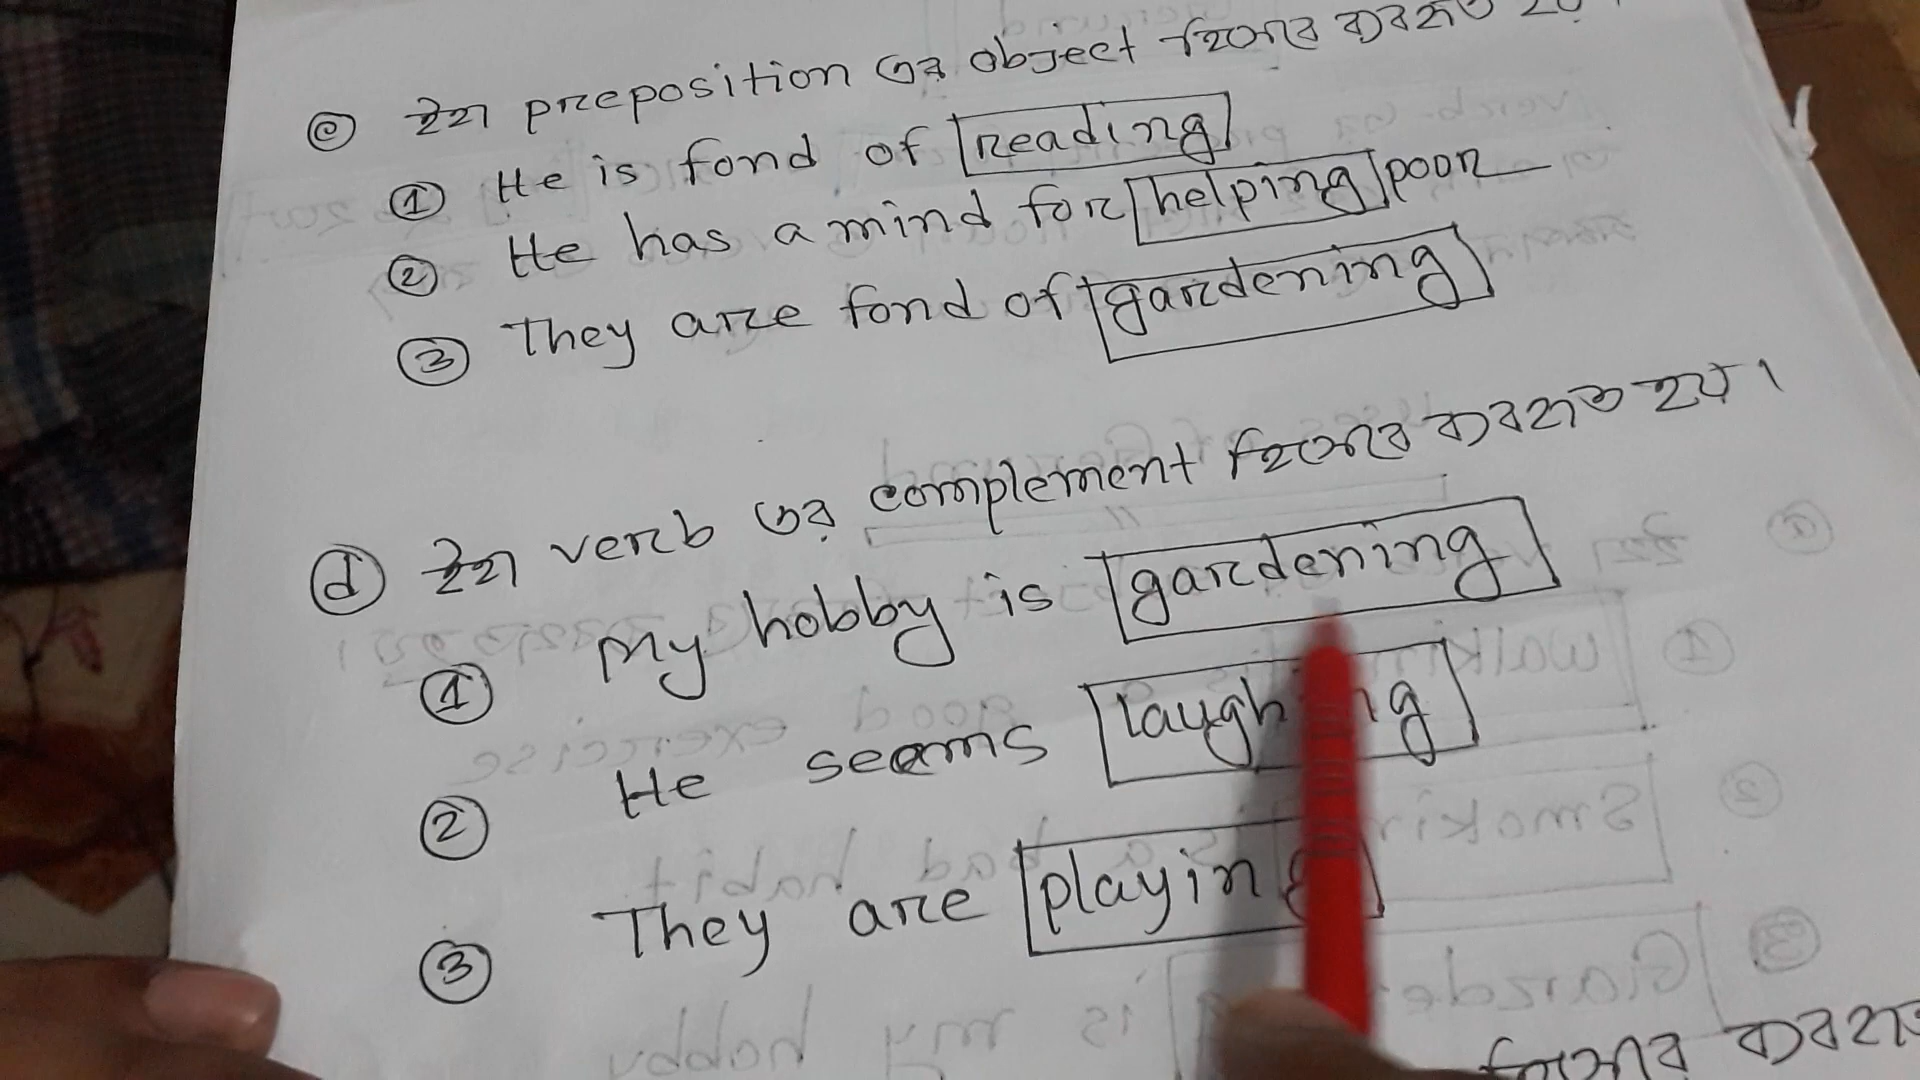 ⓒ ইহা preposition এর object হিসেবে ব্যবহৃত হয়।
① He is fond of reading
② He has a mind for helping poor
③ They are fond of gardening
ⓓ ইহা verb এর complement হিসেবে ব্যবহৃত হয়।
① My hobby is gardening
② He seems laughing
③ They are playing
হিসেবে